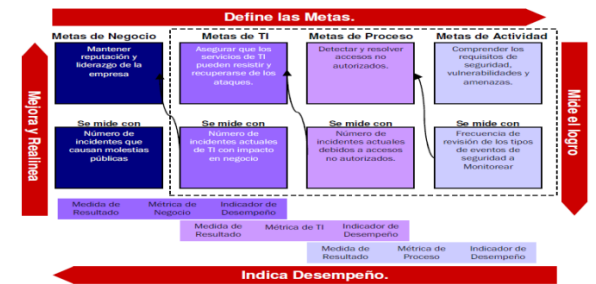 Define las Metas.
Metas de Negocio
Metas de TI
Metas de Proceso
Metas de Actividad
Mantener
reputación y
liderazgo de la
empresa
Asegurar que los
servicios de TI
pueden resistir y
recuperarse de los
ataques.
Detectar y resolver
accesos no
autorizados.
Comprender los
requisitos de
seguridad,
vulnerabilidades y
amenazas.
Mejora y Realínea
Mide el logro
Se mide con
Se mide con
Se mide con
Se mide con
Número de
incidentes que
causan molestias
públicas
Número de
incidentes actuales
de TI con impacto
en negocio
Número de
incidentes actuales
debidos a accesos
no autorizados.
Frecuencia de
revisión de los tipos
de eventos de
seguridad a
Monitorear
Medida de
Resultado
Métrica de
Negocio
Indicador de
Desempeño
Medida de
Resultado
Métrica de TI
Indicador de
Desempeño
Medida de
Resultado
Métrica de
Proceso
Indicador de
Desempeño
Indica Desempeño.